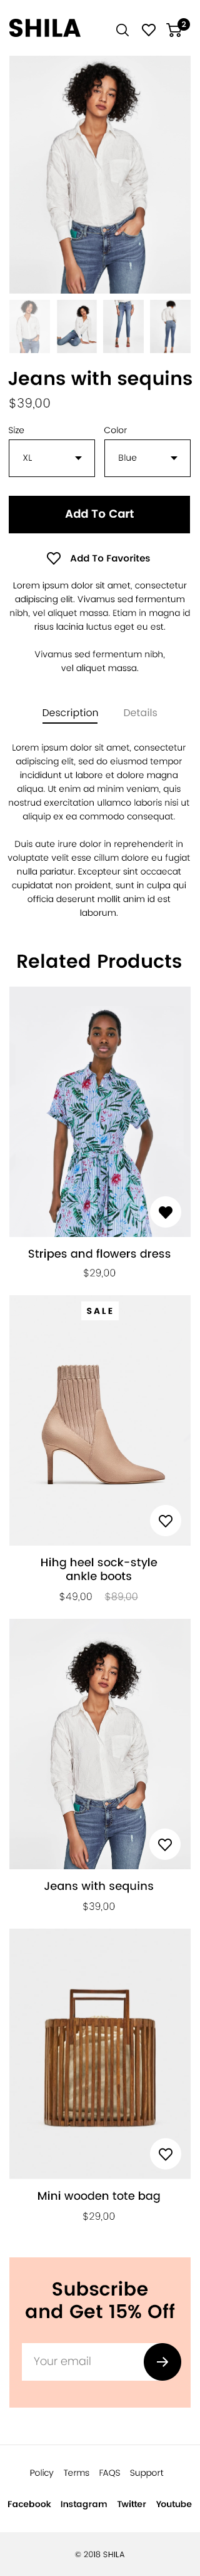 SHILA
2
Jeans with sequins
$39,00
Size
Color
XL
Blue
Add To Cart
Add To Favorites
Lorem ipsum dolor sit amet, consectetur
adipiscing elit. Vivamus sed fermentum
nibh, vel aliquet massa. Etiam in magna id
risus lacinia luctus eget eu est.
Vivamus sed fermentum nibh,
vel aliquet massa.
Description
Details
Lorem ipsum dolor sit amet, consectetur
adipiscing elit, sed do eiusmod tempor
incididunt ut labore et dolore magna
aliqua. Ut enim ad minim veniam, quis
nostrud exercitation ullamco laboris nisi ut
aliquip ex ea commodo consequat.
Duis aute irure dolor in reprehenderit in
voluptate velit esse cillum dolore eu fugiat
nulla pariatur. Excepteur sint occaecat
cupidatat non proident, sunt in culpa qui
officia deserunt mollit anim id est
laborum.
Related Products
Stripes and flowers dress
$29,00
SALE
Hihg heel sock-style
ankle boots
$49,00 $89,00
Jeans with sequins
$39,00
Mini wooden tote bag
$29,00
Subscribe
and Get 15% Off
Your email
Policy Terms FAQS Support
Facebook Instagram Twitter Youtube
© 2018 SHILA